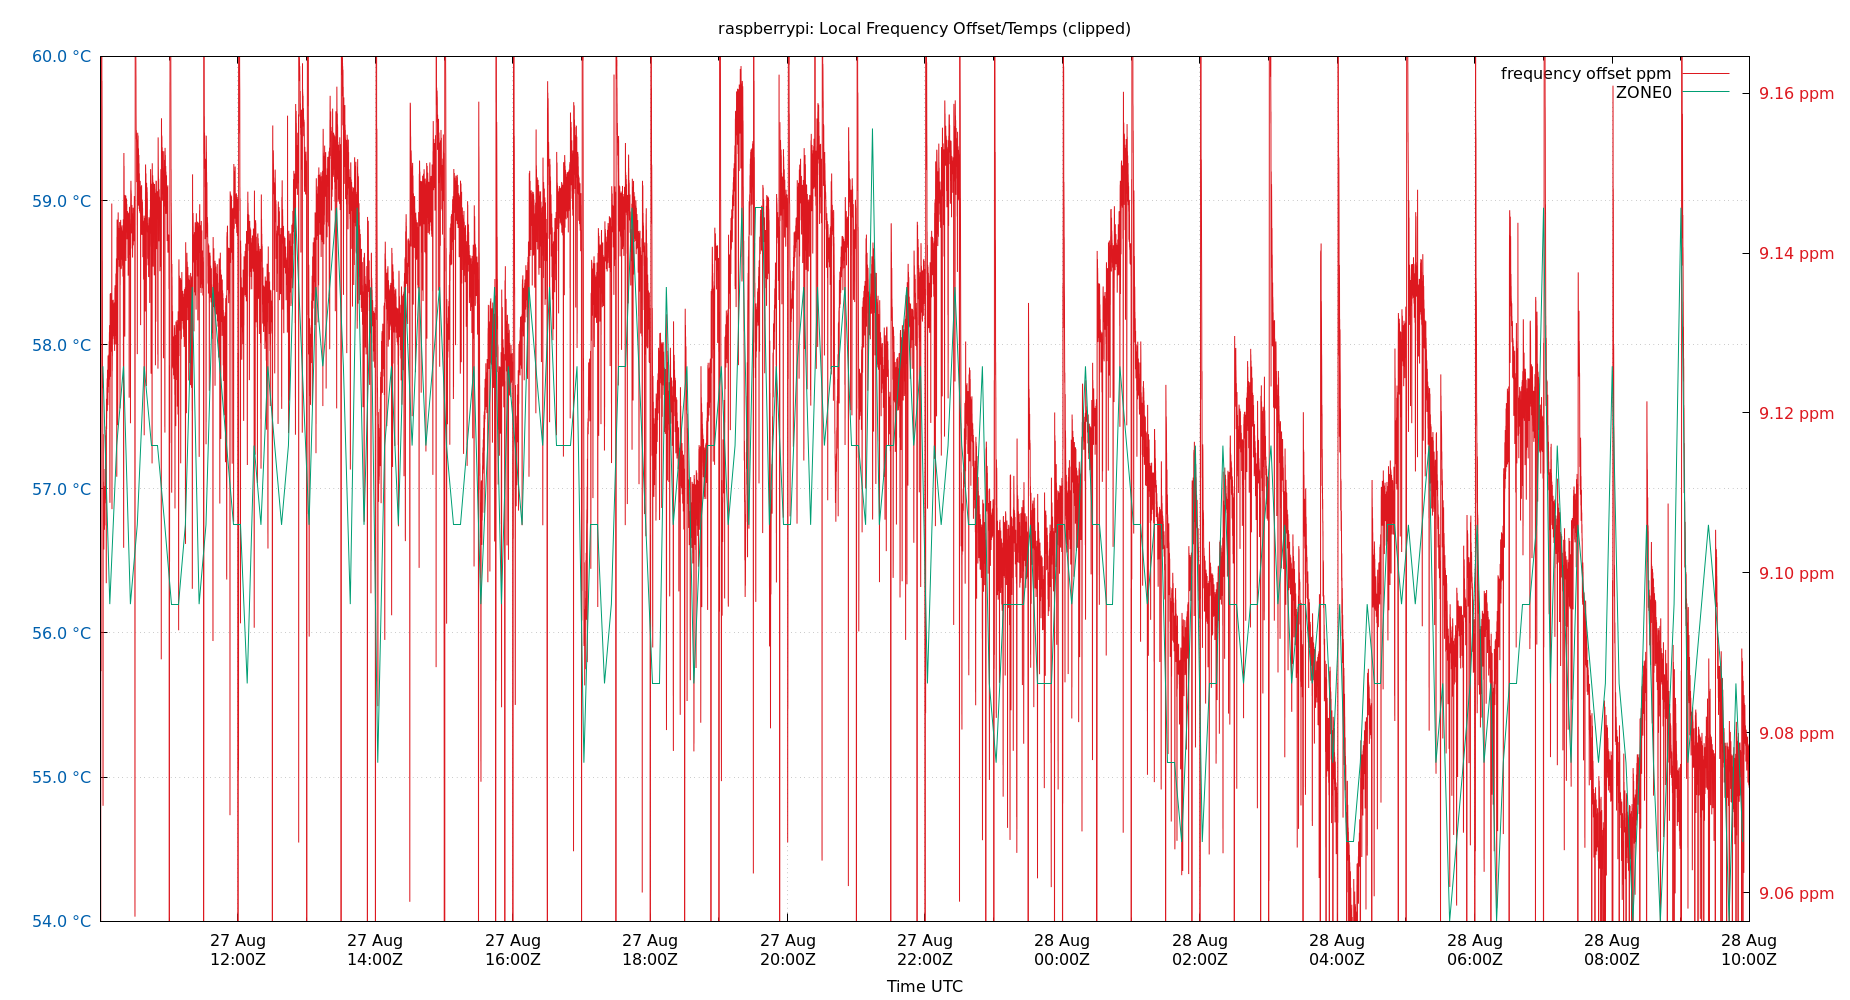 raspberrypi: Local Frequency Offset/Temps (clipped)
60.0 °C
59.0 °C
58.0 °C
57.0 °C
56.0 °C
55.0 °C
54.0 °C
frequency offset ppm
ZONE0
9.16 ppm
9.14 ppm
9.12 ppm
9.10 ppm
9.08 ppm
9.06 ppm
27 Aug
12:00Z
27 Aug
14:00Z
27 Aug
16:00Z
27 Aug
18:00Z
27 Aug
20:00Z
27 Aug
22:00Z
28 Aug
00:00Z
28 Aug
02:00Z
28 Aug
04:00Z
28 Aug
06:00Z
28 Aug
08:00Z
28 Aug
10:00Z
Time UTC